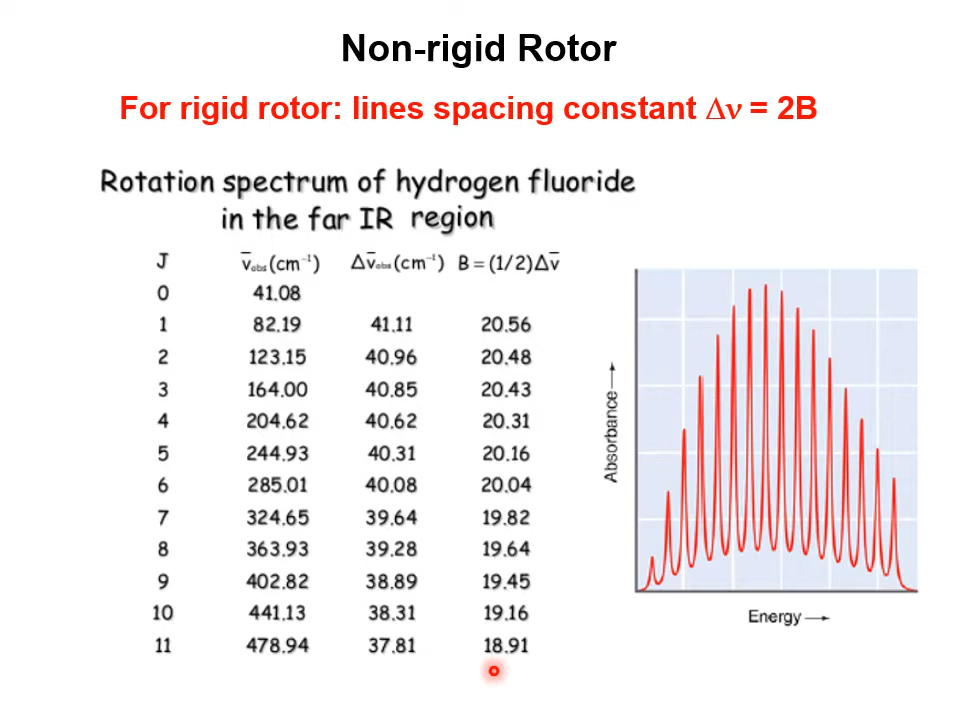 Non-rigid Rotor
For rigid rotor: lines spacing constant Δν = 2B
Rotation spectrum of hydrogen fluoride
in the far IR region
J ν̅obs(cm⁻¹) Δν̅obs(cm⁻¹) B = (1/2)Δν̅
0 41.08
1 82.19 41.11 20.56
2 123.15 40.96 20.48
3 164.00 40.85 20.43
4 204.62 40.62 20.31
5 244.93 40.31 20.16
6 285.01 40.08 20.04
7 324.65 39.64 19.82
8 363.93 39.28 19.64
9 402.82 38.89 19.45
10 441.13 38.31 19.16
11 478.94 37.81 18.91
Absorbance→
Energy→